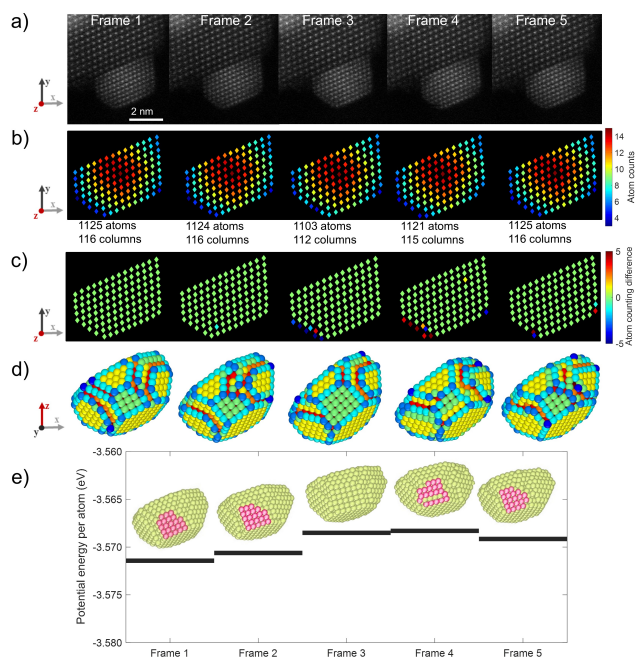 a)
Frame 1 Frame 2 Frame 3 Frame 4 Frame 5
y
x
z
2 nm
b)
14
12
10
8
6
4
Atom counts
y
x
z
1125 atoms 1124 atoms 1103 atoms 1121 atoms 1125 atoms
116 columns 116 columns 112 columns 115 columns 116 columns
c)
5
0
-5
Atom counting difference
y
x
z
d)
z
x
y
e)
Potential energy per atom (eV)
-3.560
-3.565
-3.570
-3.575
-3.580
Frame 1 Frame 2 Frame 3 Frame 4 Frame 5